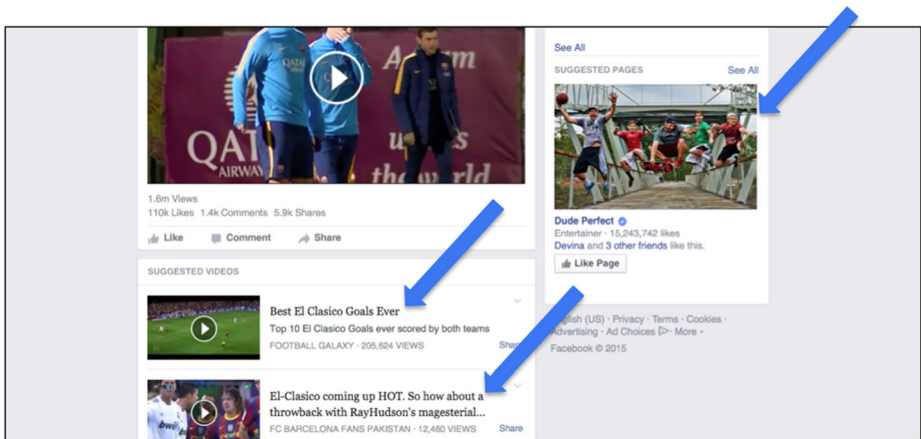 QATAR
QATAR
AIRWAY
the world
1.6m Views
110k Likes 1.4k Comments 5.9k Shares
Like Comment Share
SUGGESTED VIDEOS
Best El Clasico Goals Ever
Top 10 El Clasico Goals ever scored by both teams
FOOTBALL GALAXY · 205,624 VIEWS
El-Clasico coming up HOT. So how about a
throwback with RayHudson's magesterial...
FC BARCELONA FANS PAKISTAN · 12,460 VIEWS Share
See All
SUGGESTED PAGES See All
Dude Perfect
Entertainer · 15,243,742 likes
Devina and 3 other friends like this.
Like Page
(US) · Privacy · Terms · Cookies ·
Advertising · Ad Choices · More
Facebook © 2015